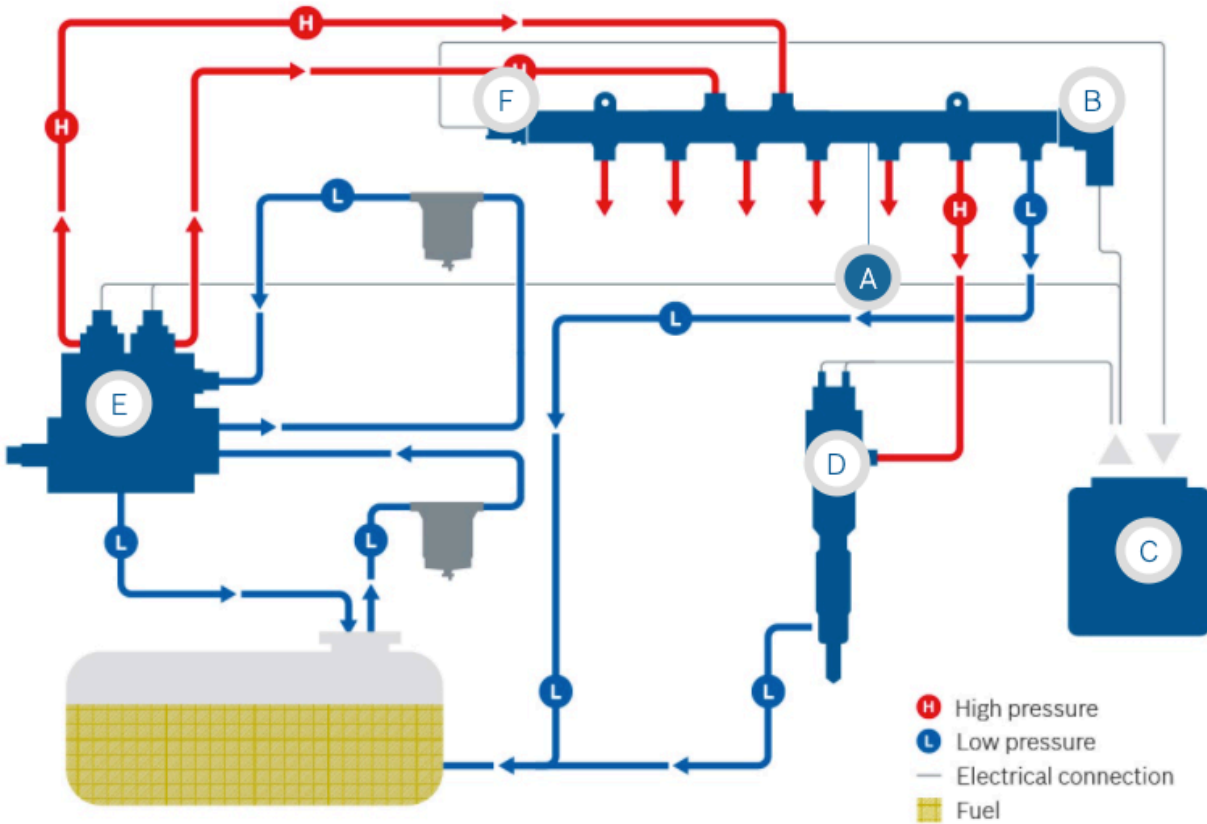 H
H
F
B
H
L
H
L
A
L
E
D
L
L
C
L
L
H High pressure
L Low pressure
Electrical connection
Fuel